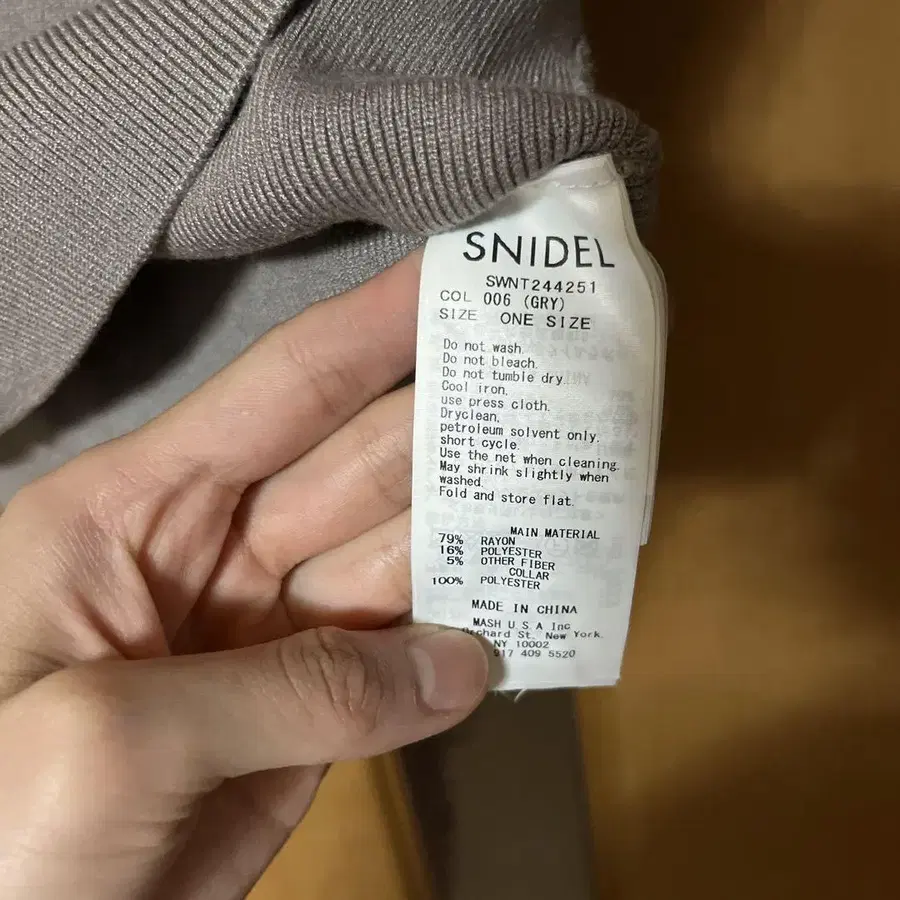 SNIDEL
SWNT244251
COL 006 (GRY)
SIZE ONE SIZE
Do not wash.
Do not bleach.
Do not tumble dry.
Cool iron.
use press cloth.
Dryclean,
petroleum solvent only.
short cycle.
Use the net when cleaning.
May shrink slightly when
washed.
Fold and store flat.
MAIN MATERIAL
79% RAYON
16% POLYESTER
5% OTHER FIBER
COLLAR
100% POLYESTER
MADE IN CHINA
MASH U.S.A Inc
Orchard St. New York.
NY 10002
917 409 5520